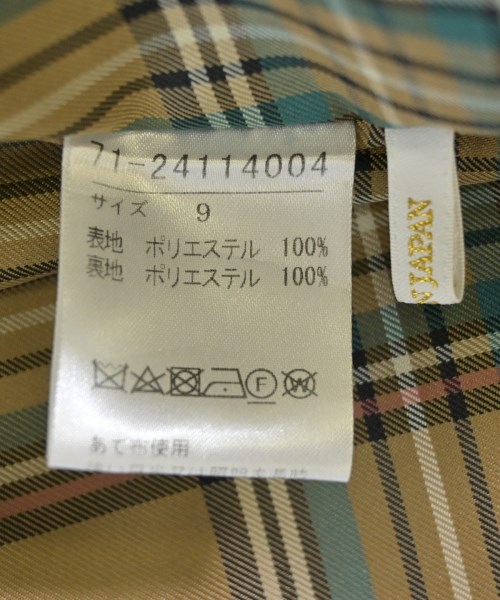 71-24114004
サイズ 9
表地 ポリエステル 100%
裏地 ポリエステル 100%
F W
あて布使用
JAPAN